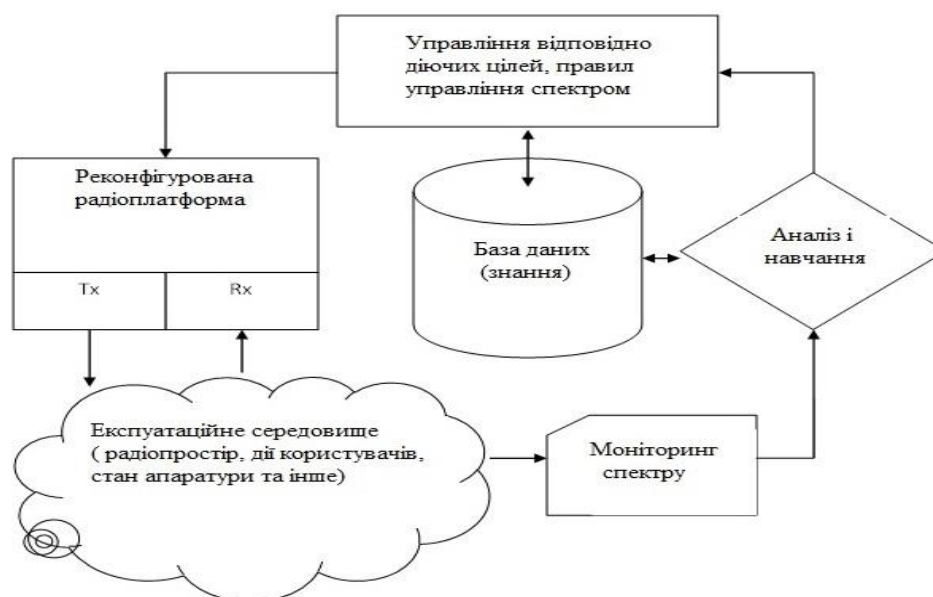 Управління відповідно
діючих цілей, правил
управління спектром
Реконфігурована
радіоплатформа
Tx
Rx
База даних
(знання)
Аналіз і
навчання
Експуатаційне середовище
( радіопростір, дії користувачів,
стан апаратури та інше)
Моніторинг
спектру